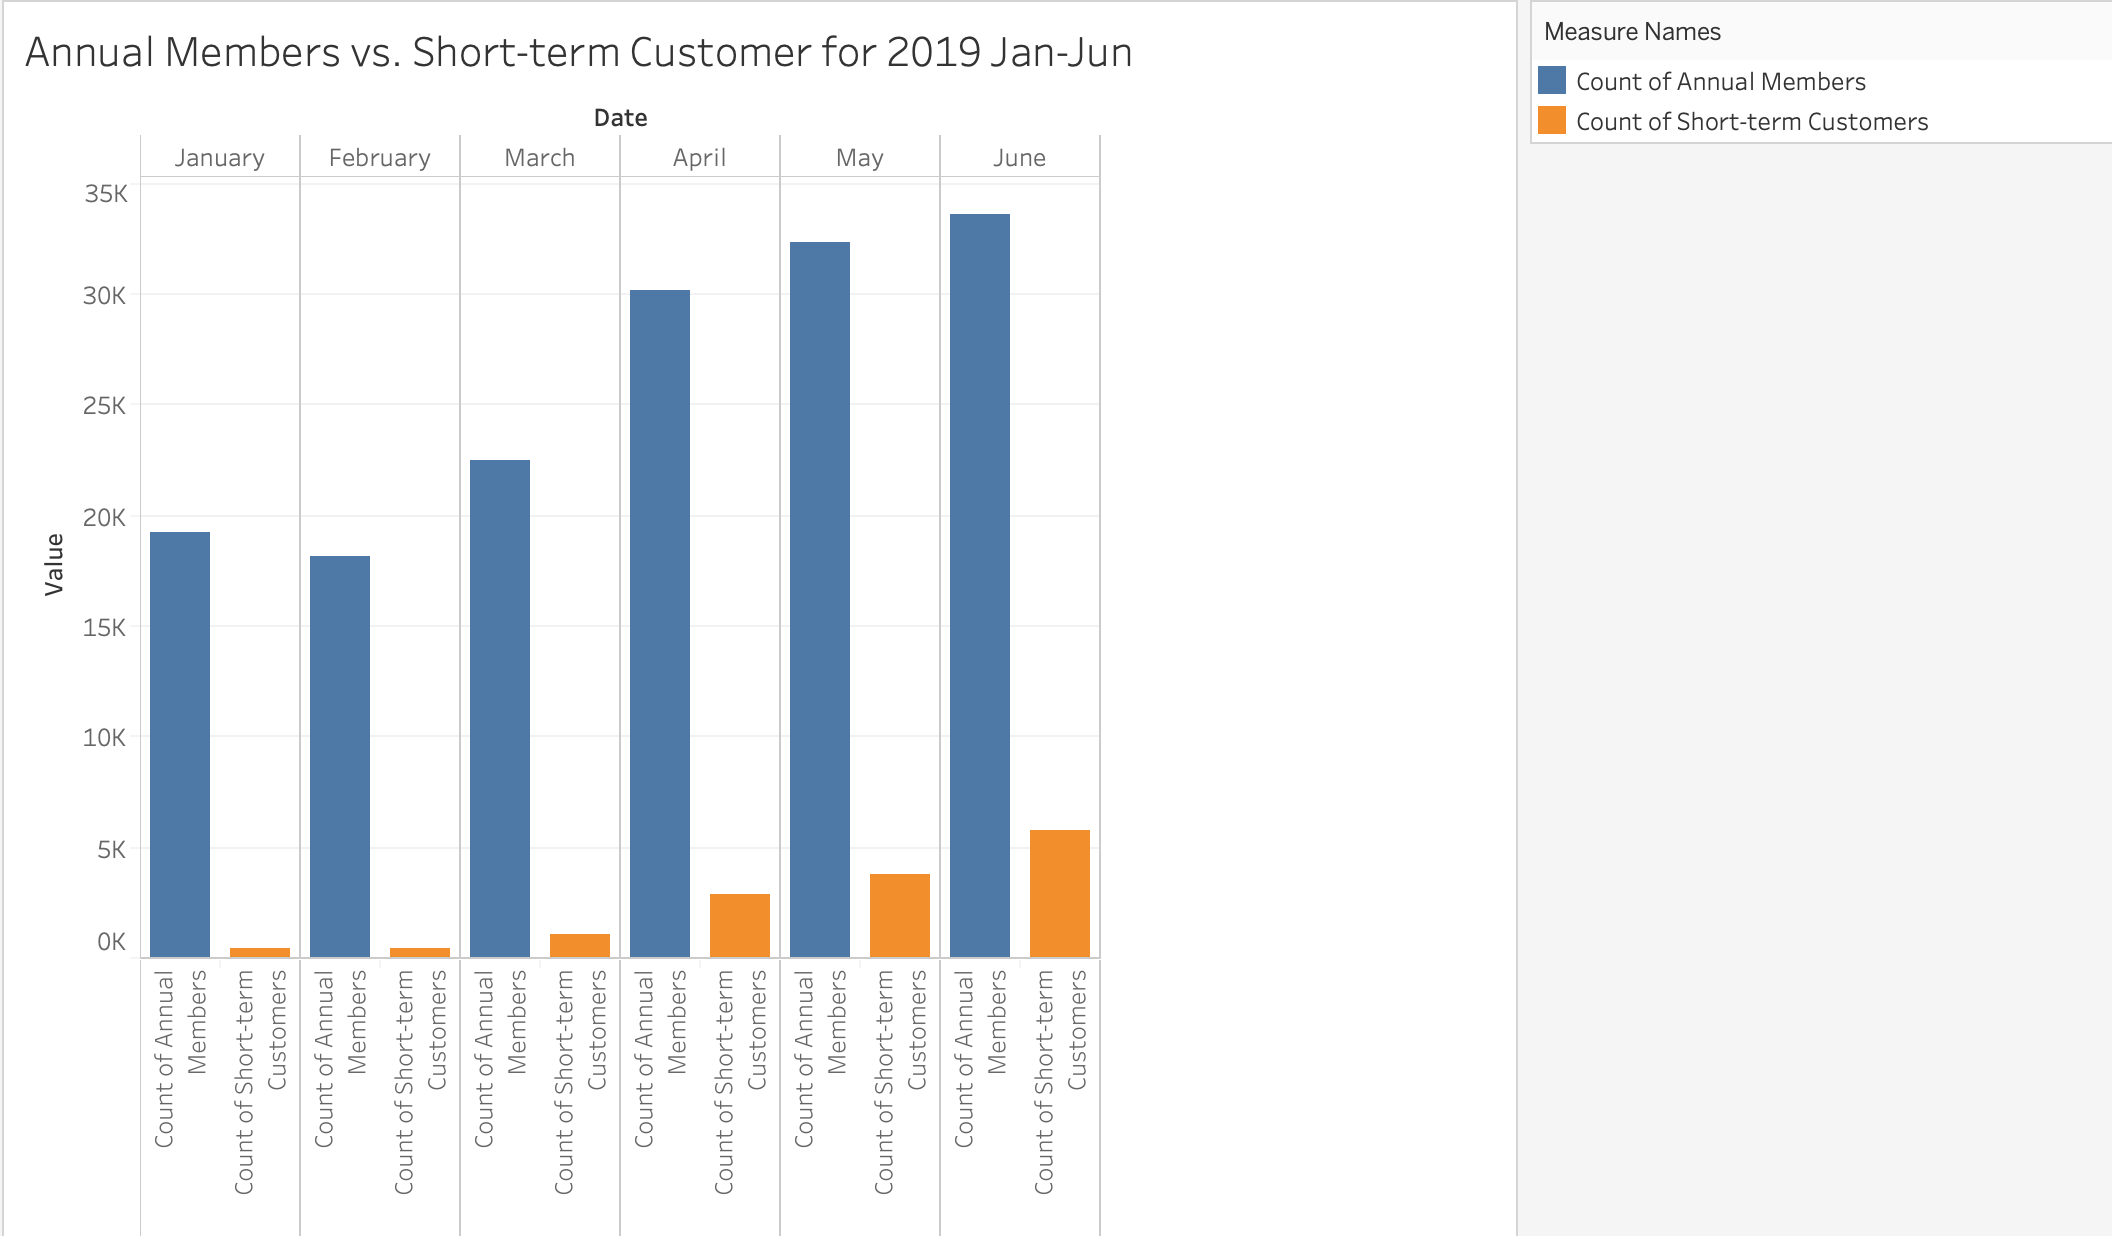 Annual Members vs. Short-term Customer for 2019 Jan-Jun
Date
January
February
March
April
May
June
35K
30K
25K
20K
15K
10K
5K
0K
Value
Count of Annual
Members
Count of Short-term
Customers
Count of Annual
Members
Count of Short-term
Customers
Count of Annual
Members
Count of Short-term
Customers
Count of Annual
Members
Count of Short-term
Customers
Count of Annual
Members
Count of Short-term
Customers
Count of Annual
Members
Count of Short-term
Customers
Measure Names
Count of Annual Members
Count of Short-term Customers